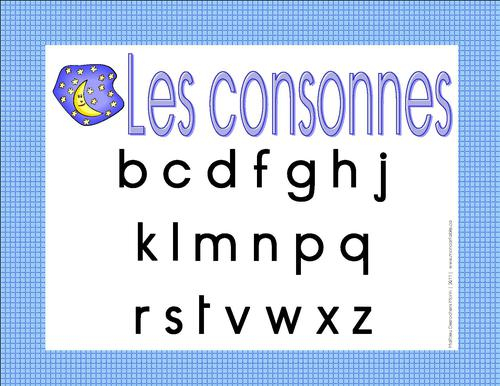 Les consonnes
b c d f g h j
k l m n p q
r s t v w x z